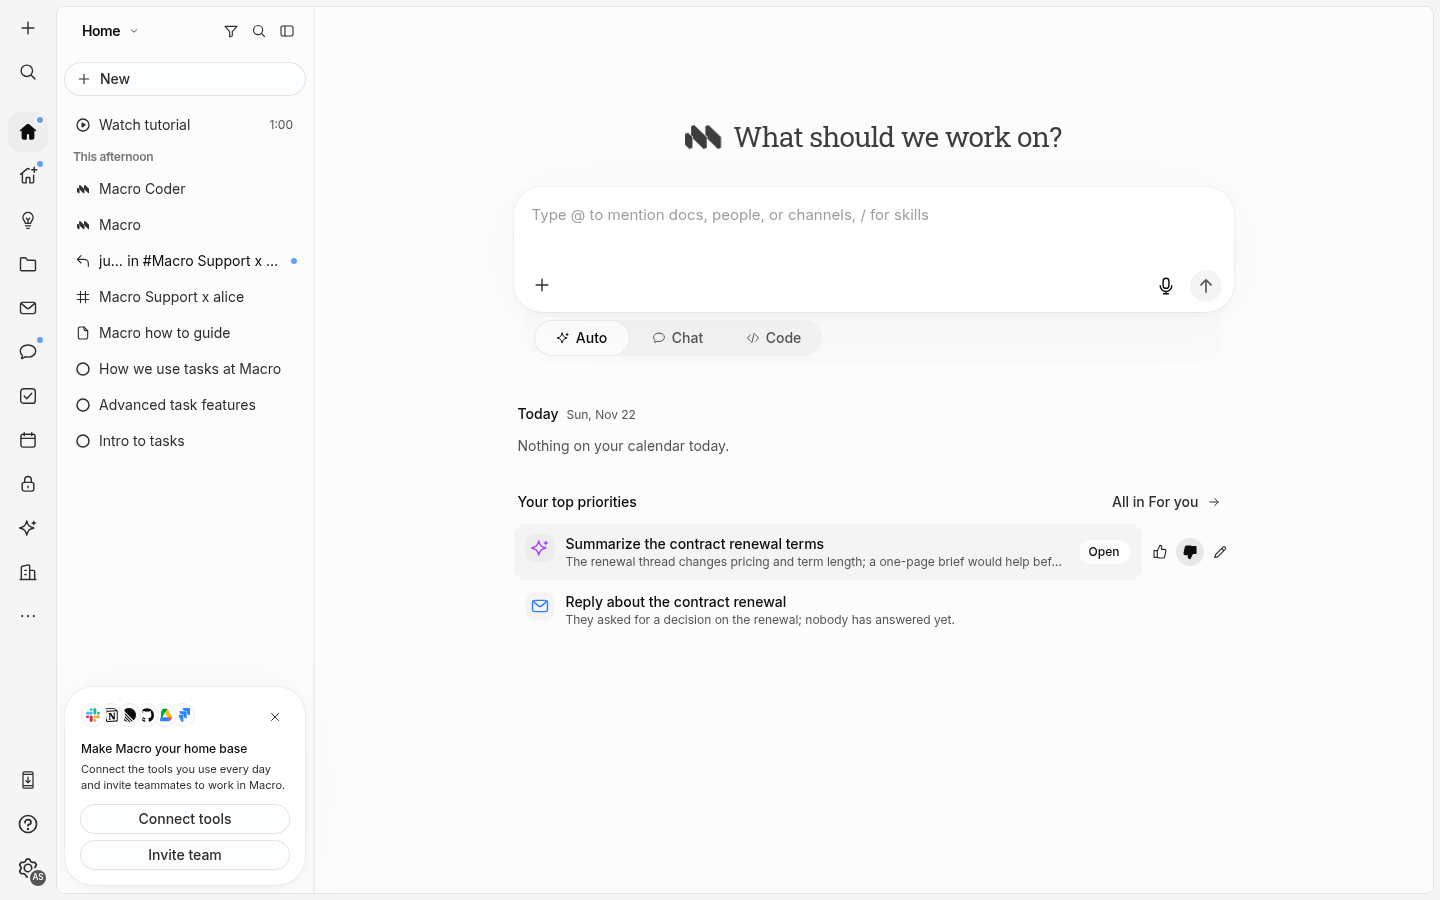 Home
New
Watch tutorial 1:00
This afternoon
Macro Coder
Macro
ju... in #Macro Support x ...
Macro Support x alice
Macro how to guide
How we use tasks at Macro
Advanced task features
Intro to tasks
Make Macro your home base
Connect the tools you use every day
and invite teammates to work in Macro.
Connect tools
Invite team
AS
What should we work on?
Type @ to mention docs, people, or channels, / for skills
Auto Chat Code
Today Sun, Nov 22
Nothing on your calendar today.
Your top priorities All in For you
Summarize the contract renewal terms
The renewal thread changes pricing and term length; a one-page brief would help bef...
Open
Reply about the contract renewal
They asked for a decision on the renewal; nobody has answered yet.